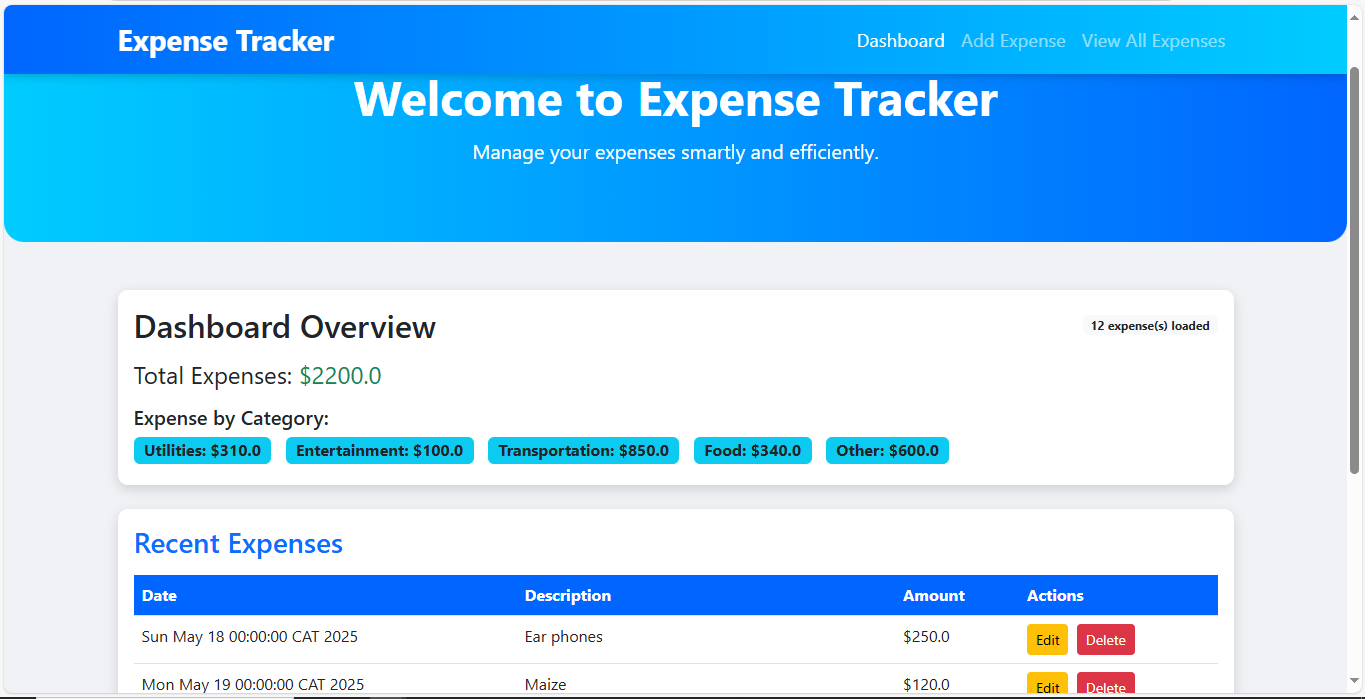 Expense Tracker Dashboard Add Expense View All Expenses
Welcome to Expense Tracker
Manage your expenses smartly and efficiently.
Dashboard Overview 12 expense(s) loaded
Total Expenses: $2200.0
Expense by Category:
Utilities: $310.0 Entertainment: $100.0 Transportation: $850.0 Food: $340.0 Other: $600.0
Recent Expenses
Date Description Amount Actions
Sun May 18 00:00:00 CAT 2025 Ear phones $250.0 Edit Delete
Mon May 19 00:00:00 CAT 2025 Maize $120.0 Edit Delete